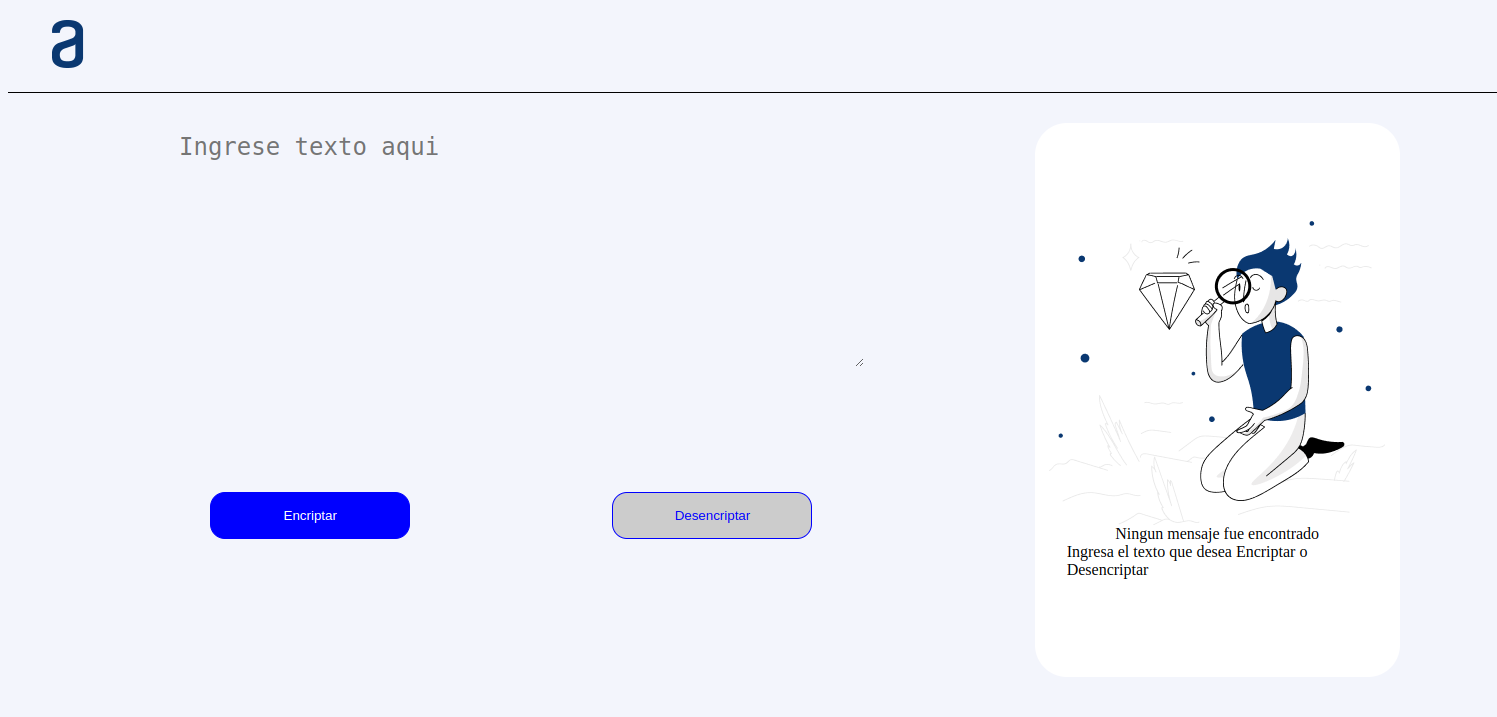 a
Ingrese texto aqui
Encriptar
Desencriptar
Ningun mensaje fue encontrado
Ingresa el texto que desea Encriptar o
Desencriptar